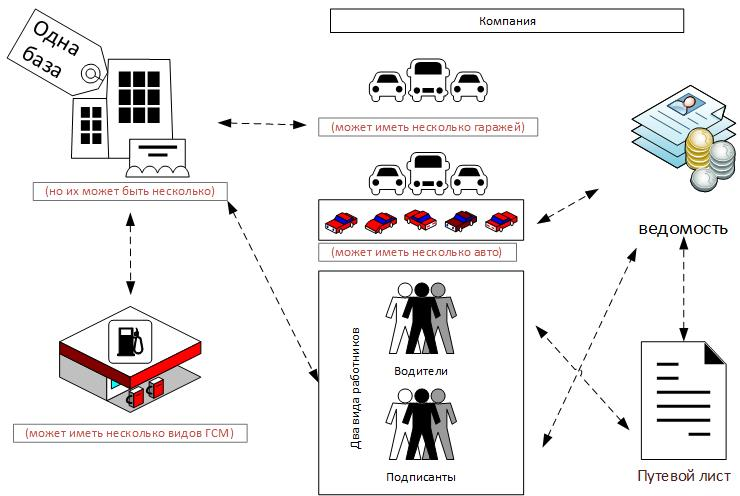 Компания
Одна
база
(может иметь несколько гаражей)
(но их может быть несколько)
ведомость
(может иметь несколько авто)
Два вида работников
Водители
Подписанты
(может иметь несколько видов ГСМ)
Путевой лист